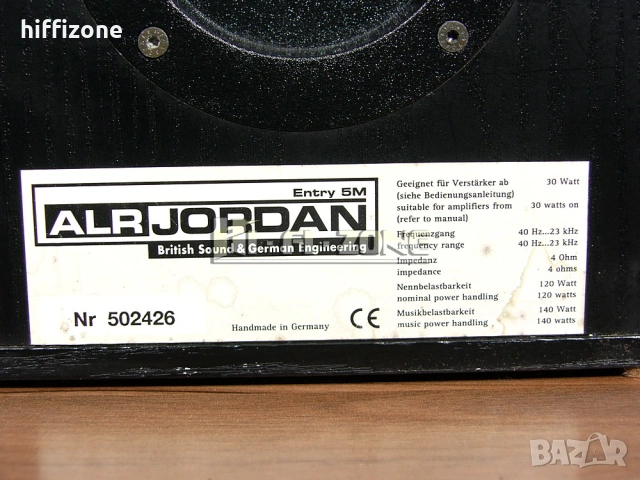 hiffizone
Entry 5M
ALR JORDAN
British Sound & German Engineering
Nr 502426
Handmade in Germany
CE
Geeignet für Verstärker ab 30 Watt
(siehe Bedienungsanleitung)
suitable for amplifiers from 30 watts on
(refer to manual)
Frequenzgang 40 Hz...23 kHz
frequency range 40 Hz...23 kHz
Impedanz 4 Ohm
impedance 4 ohms
Nennbelastbarkeit 120 Watt
nominal power handling 120 watts
Musikbelastbarkeit 140 Watt
music power handling 140 watts
BAZAR